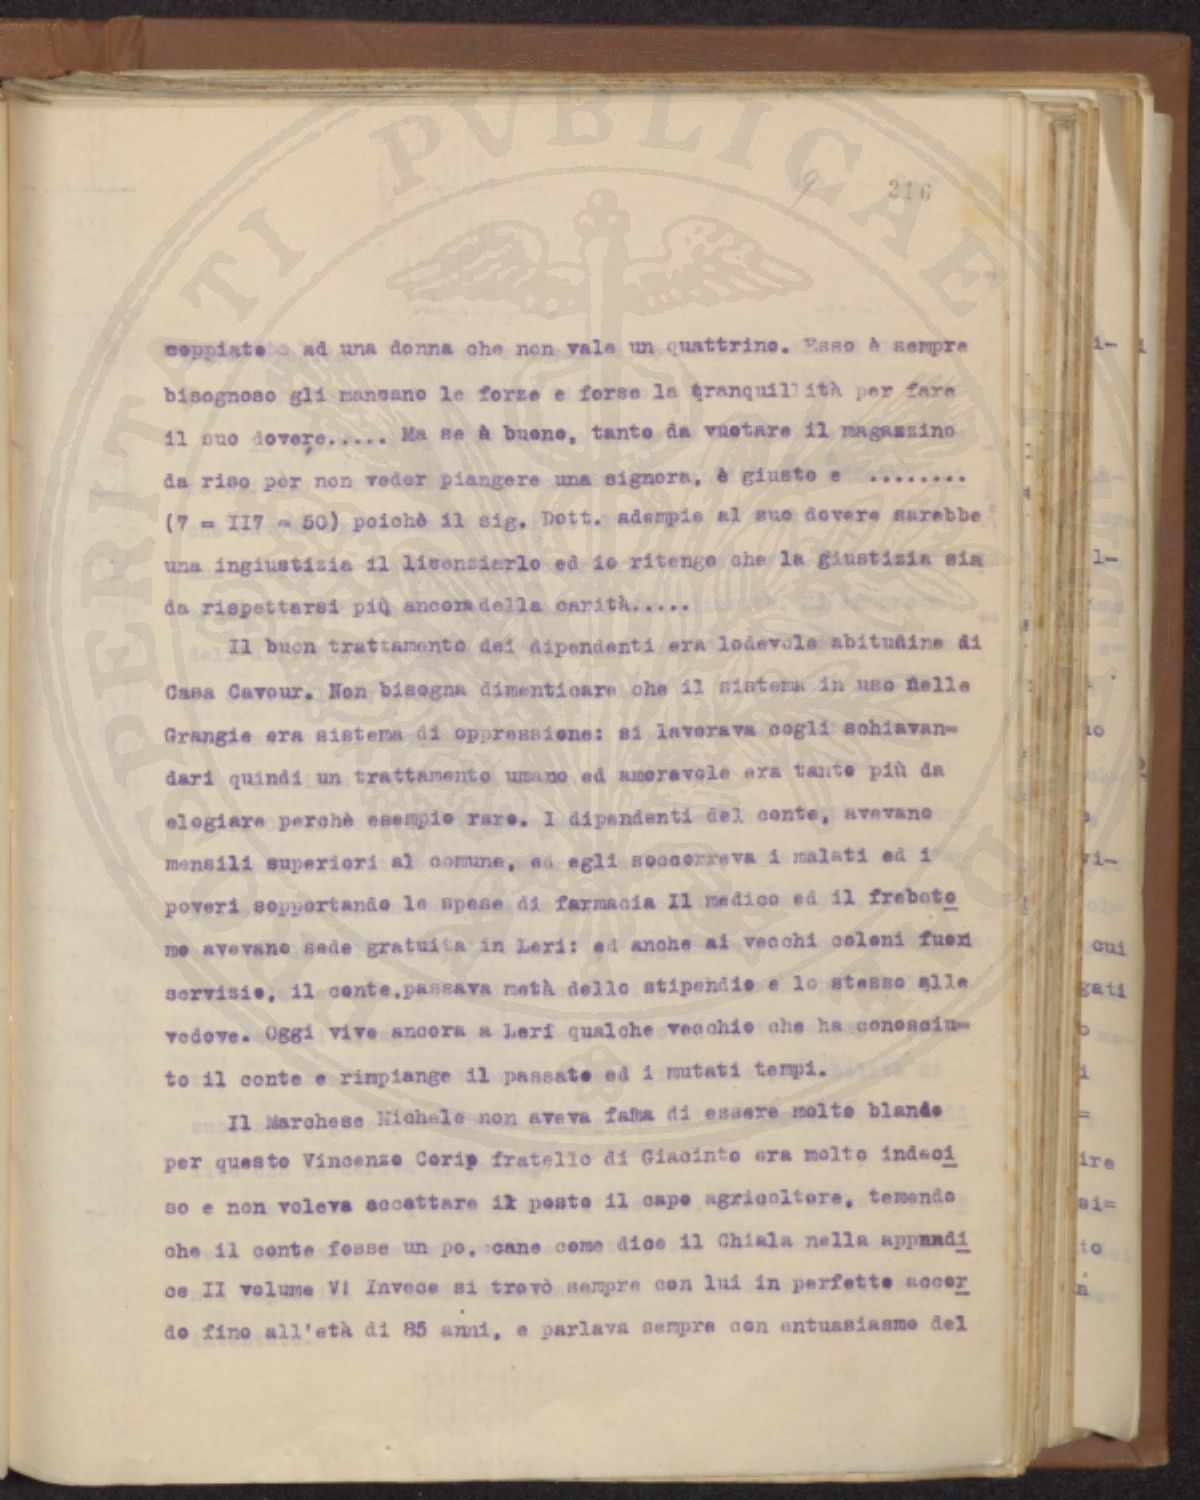 PROSPERITATI PVBLICAE
9 216
coppiato ad una donna che non vale un quattrino. Esso è sempre
bisognoso gli mancano le forze e forse la tranquillità per fare
il suo dovere..... Ma se è buono, tanto da vuotare il magazzino
da riso per non veder piangere una signora, è giusto e ........
(7 = II7 = 50) poichè il sig. Dott. adempie al suo dovere sarebbe
una ingiustizia il licenziarlo ed io ritengo che la giustizia sia
da rispettarsi più ancora della carità.....
Il buon trattamento dei dipendenti era lodevole abitudine di
Casa Cavour. Non bisogna dimenticare che il sistema in uso nelle
Grangie era sistema di oppressione: si lavorava cogli schiavan=
dari quindi un trattamento umano ed amoravole era tanto più da
elogiare perchè esempio raro. I dipendenti del conte, avevano
mensili superiori al comune, ed egli soccorreva i malati ed i
poveri sopportando le spese di farmacia Il medico ed il freboto
mo avevano sede gratuita in Leri: ed anche ai vecchi coloni fuori
servisio, il conte,passava metà dello stipendio e lo stesso alle
vedove. Oggi vive ancora a Leri qualche vecchio che ha conosciu=
to il conte e rimpiange il passato ed i mutati tempi.
Il Marchese Michele non aveva fama di essere molto blando
per questo Vincenzo Corio fratello di Giacinto era molto indeci
so e non voleva accettare il posto il capo agricoltore, temendo
che il conte fosse un po, cane come dice il Chiala nella appendi
ce II volume V! Invece si trovò sempre con lui in perfetto accor
do fino all'età di 85 anni, e parlava sempre con entuasiasmo del